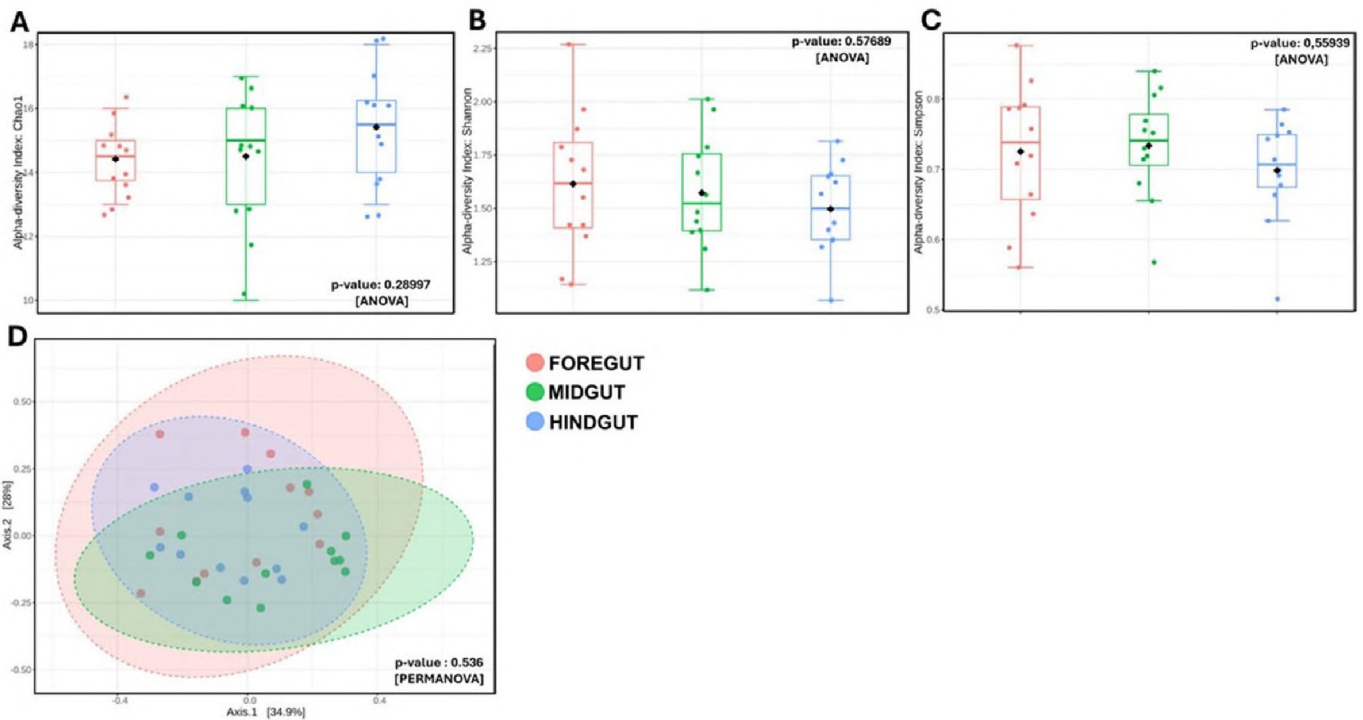 A
Alpha-diversity Index: Chao1
18
16
14
12
10
p-value: 0.28997
[ANOVA]
B
Alpha-diversity Index: Shannon
2.25
2.00
1.75
1.50
1.25
p-value: 0.57689
[ANOVA]
C
Alpha-diversity Index: Simpson
0.8
0.7
0.6
0.5
p-value: 0,55939
[ANOVA]
D
Axis.2 [28%]
0.50
0.25
0.00
-0.25
-0.50
-0.4
0.0
0.4
Axis.1 [34.9%]
p-value : 0.536
[PERMANOVA]
FOREGUT
MIDGUT
HINDGUT